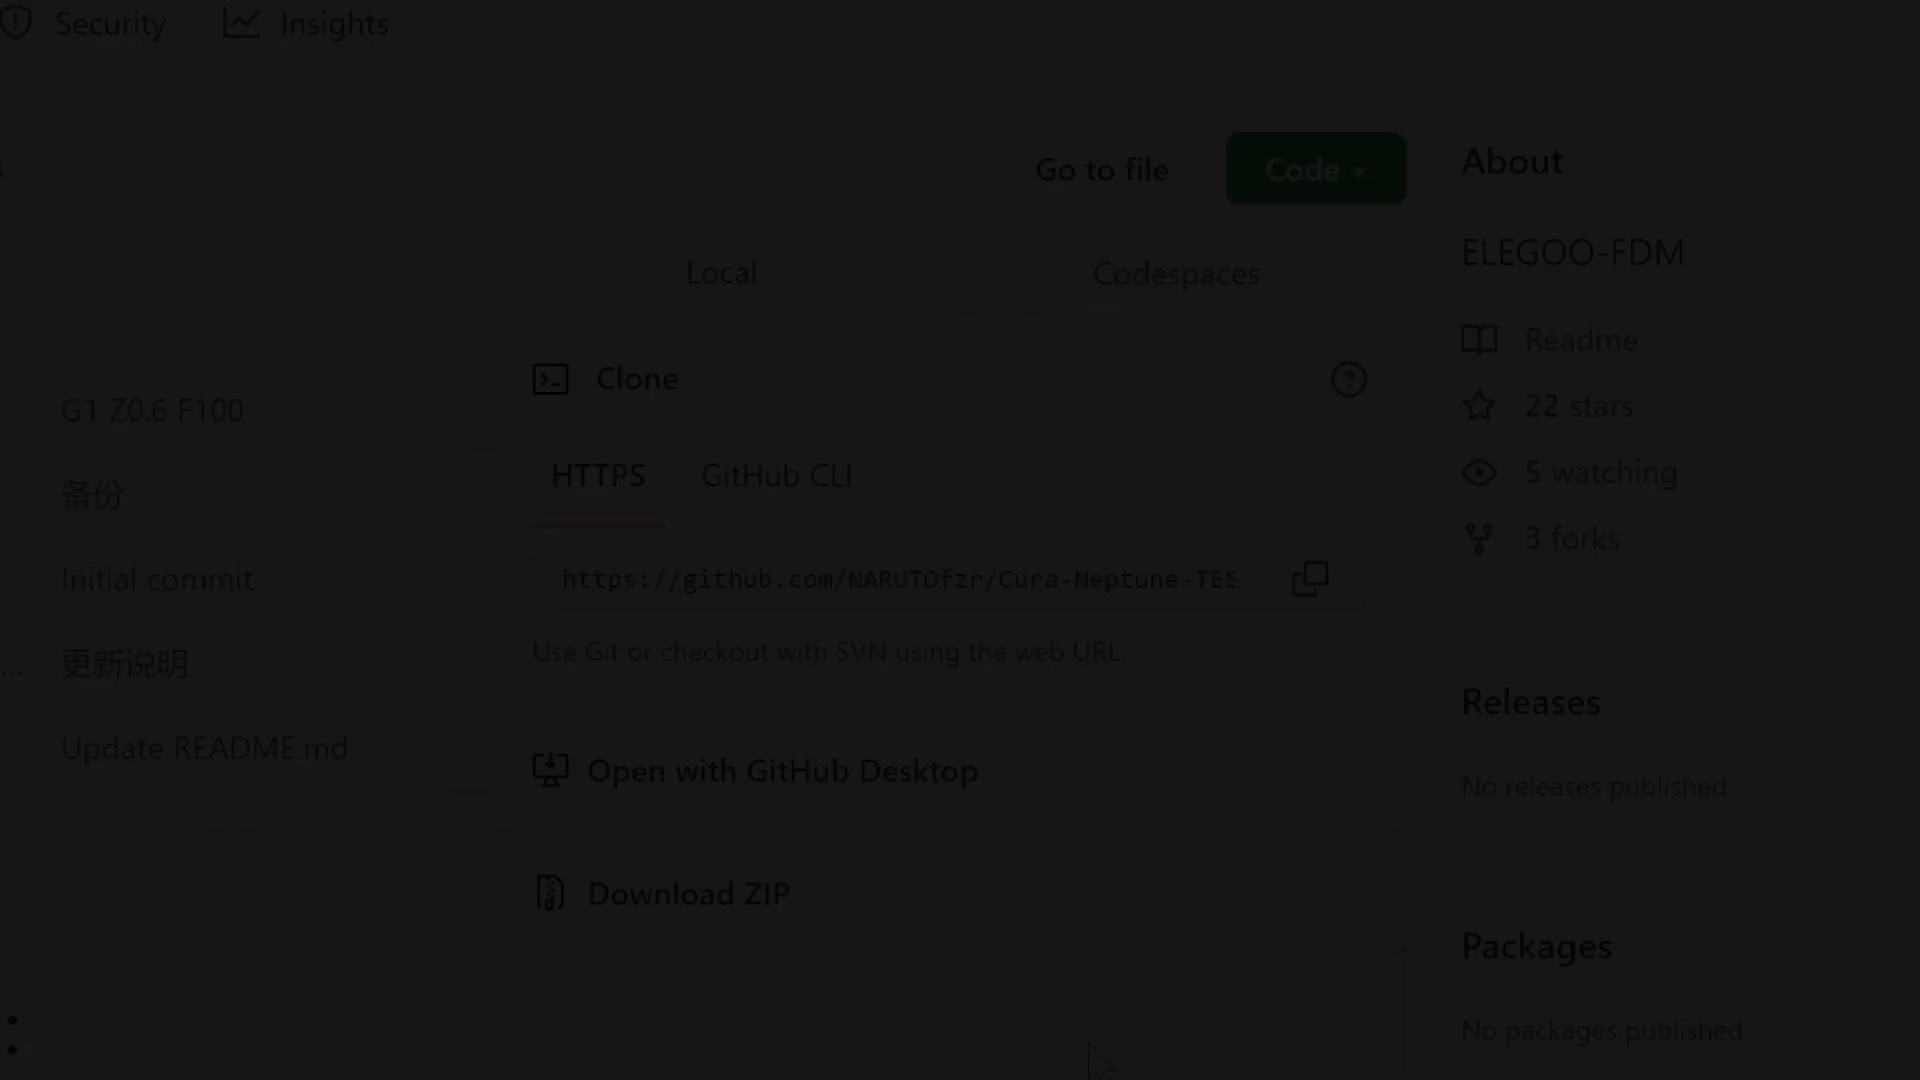 Security
Insights
Go to file
Code
About
ELEGOO-FDM
Local
Codespaces
Readme
Clone
22 stars
G1 Z0.6 F100
HTTPS
GitHub CLI
5 watching
备份
3 forks
Initial commit
https://github.com/NARUTOfzr/Cura-Neptune-TES
Use Git or checkout with SVN using the web URL.
...
更新说明
Releases
Update README.md
Open with GitHub Desktop
No releases published
Download ZIP
Packages
No packages published